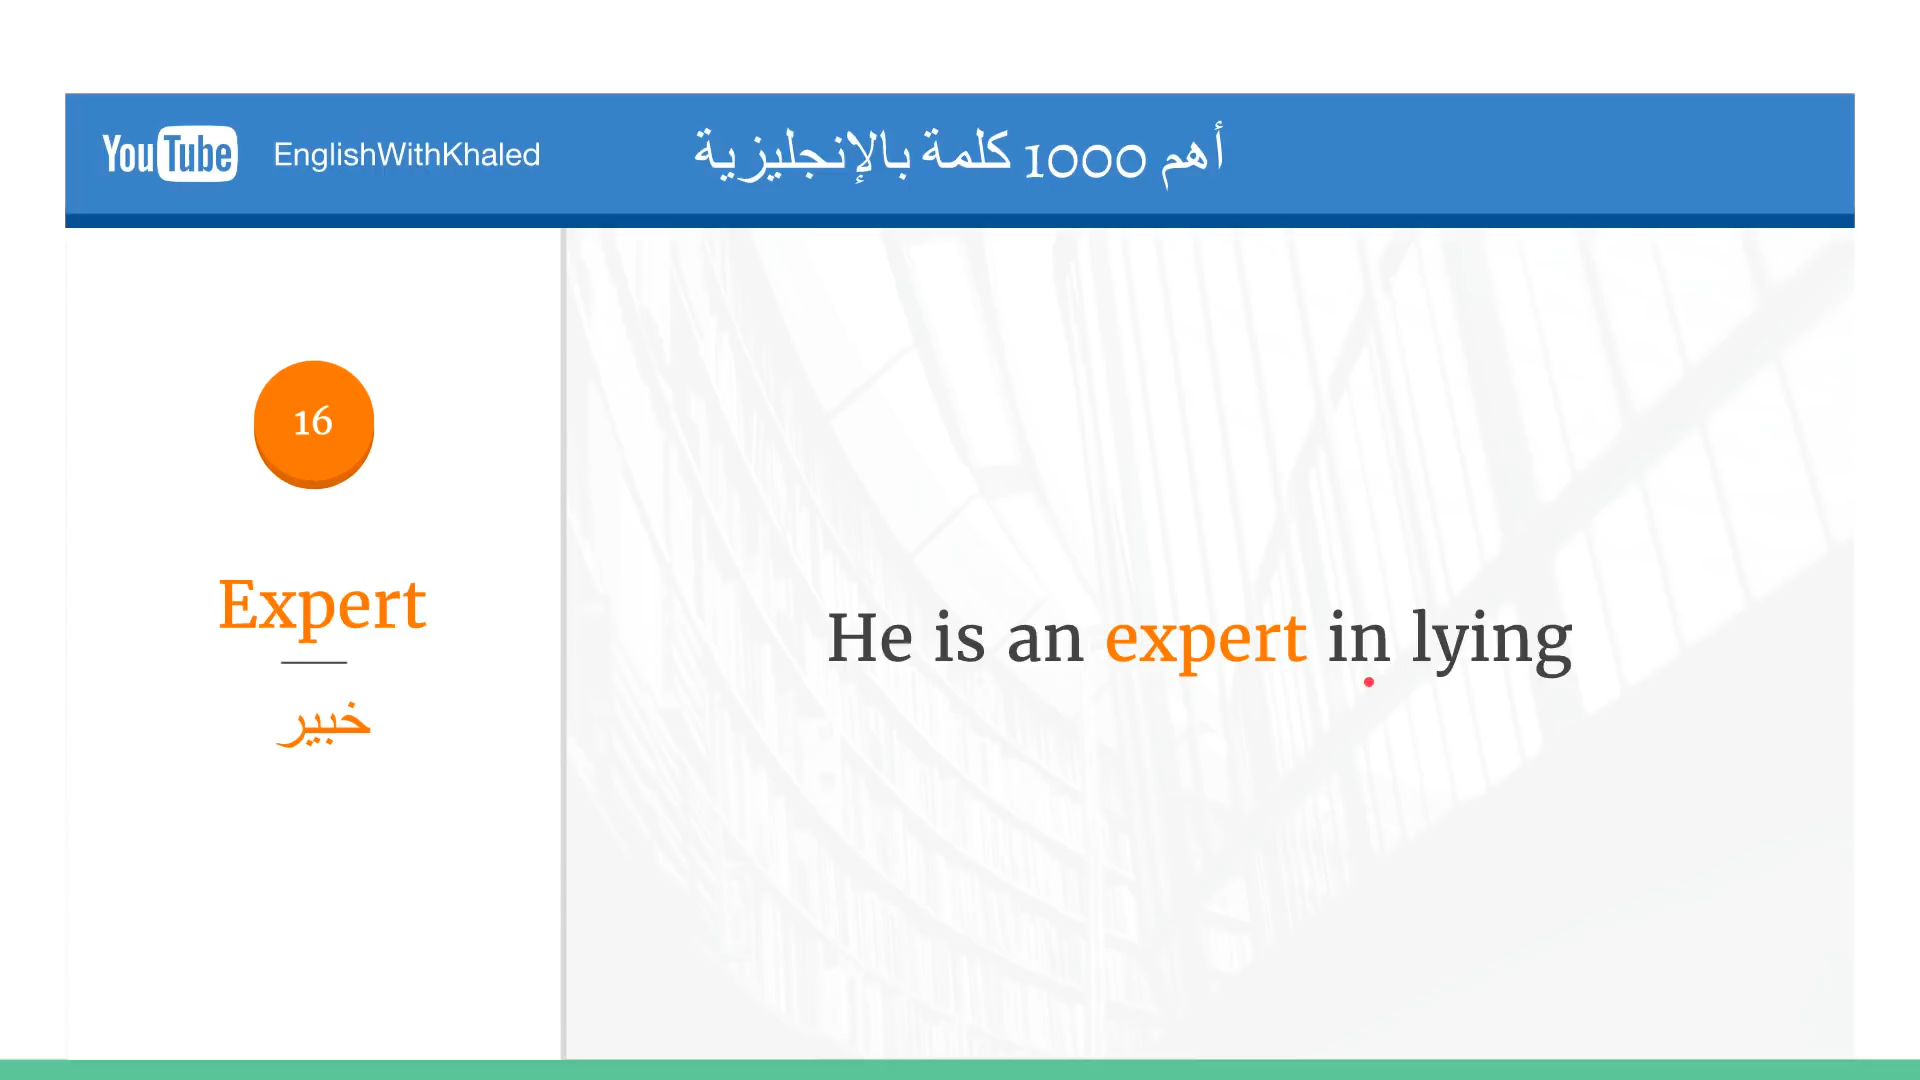 YouTube EnglishWithKhaled
أهم 1000 كلمة بالإنجليزية
16
Expert
خبير
He is an expert in lying